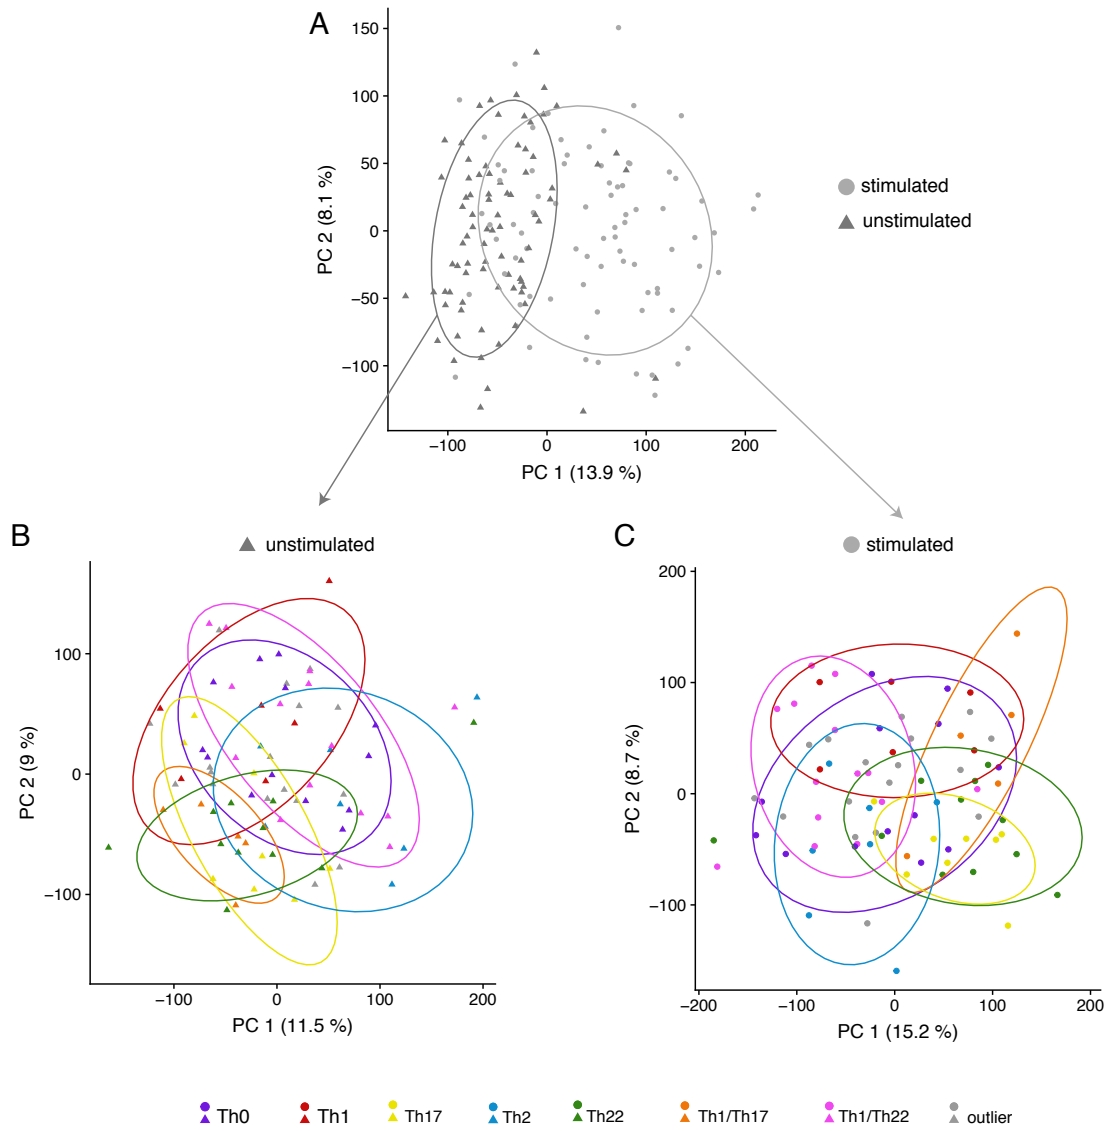 A
150
100
50
0
−50
−100
PC 2 (8.1 %)
−100 0 100 200
PC 1 (13.9 %)
stimulated
unstimulated
B
unstimulated
100
0
−100
PC 2 (9 %)
−100 0 100 200
PC 1 (11.5 %)
C
stimulated
200
100
0
−100
PC 2 (8.7 %)
−200 −100 0 100 200
PC 1 (15.2 %)
Th0 Th1 Th17 Th2 Th22 Th1/Th17 Th1/Th22 outlier